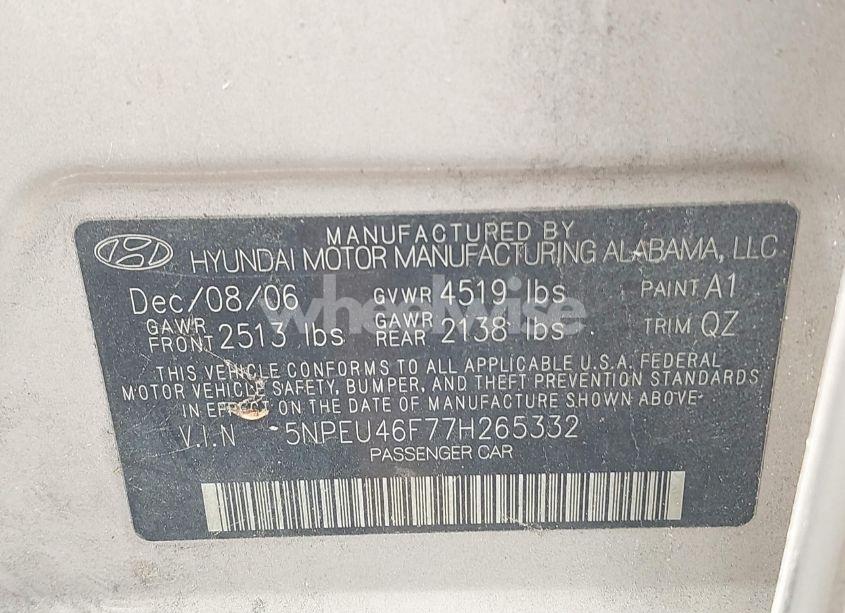 MANUFACTURED BY
HYUNDAI MOTOR MANUFACTURING ALABAMA, LLC
Dec/08/06 GVWR 4519 lbs PAINT A1
GAWR FRONT 2513 lbs GAWR REAR 2138 lbs TRIM QZ
THIS VEHICLE CONFORMS TO ALL APPLICABLE U.S.A. FEDERAL
MOTOR VEHICLE SAFETY, BUMPER, AND THEFT PREVENTION STANDARDS
IN EFFECT ON THE DATE OF MANUFACTURE SHOWN ABOVE
V.I.N 5NPEU46F77H265332
PASSENGER CAR
wheelwise